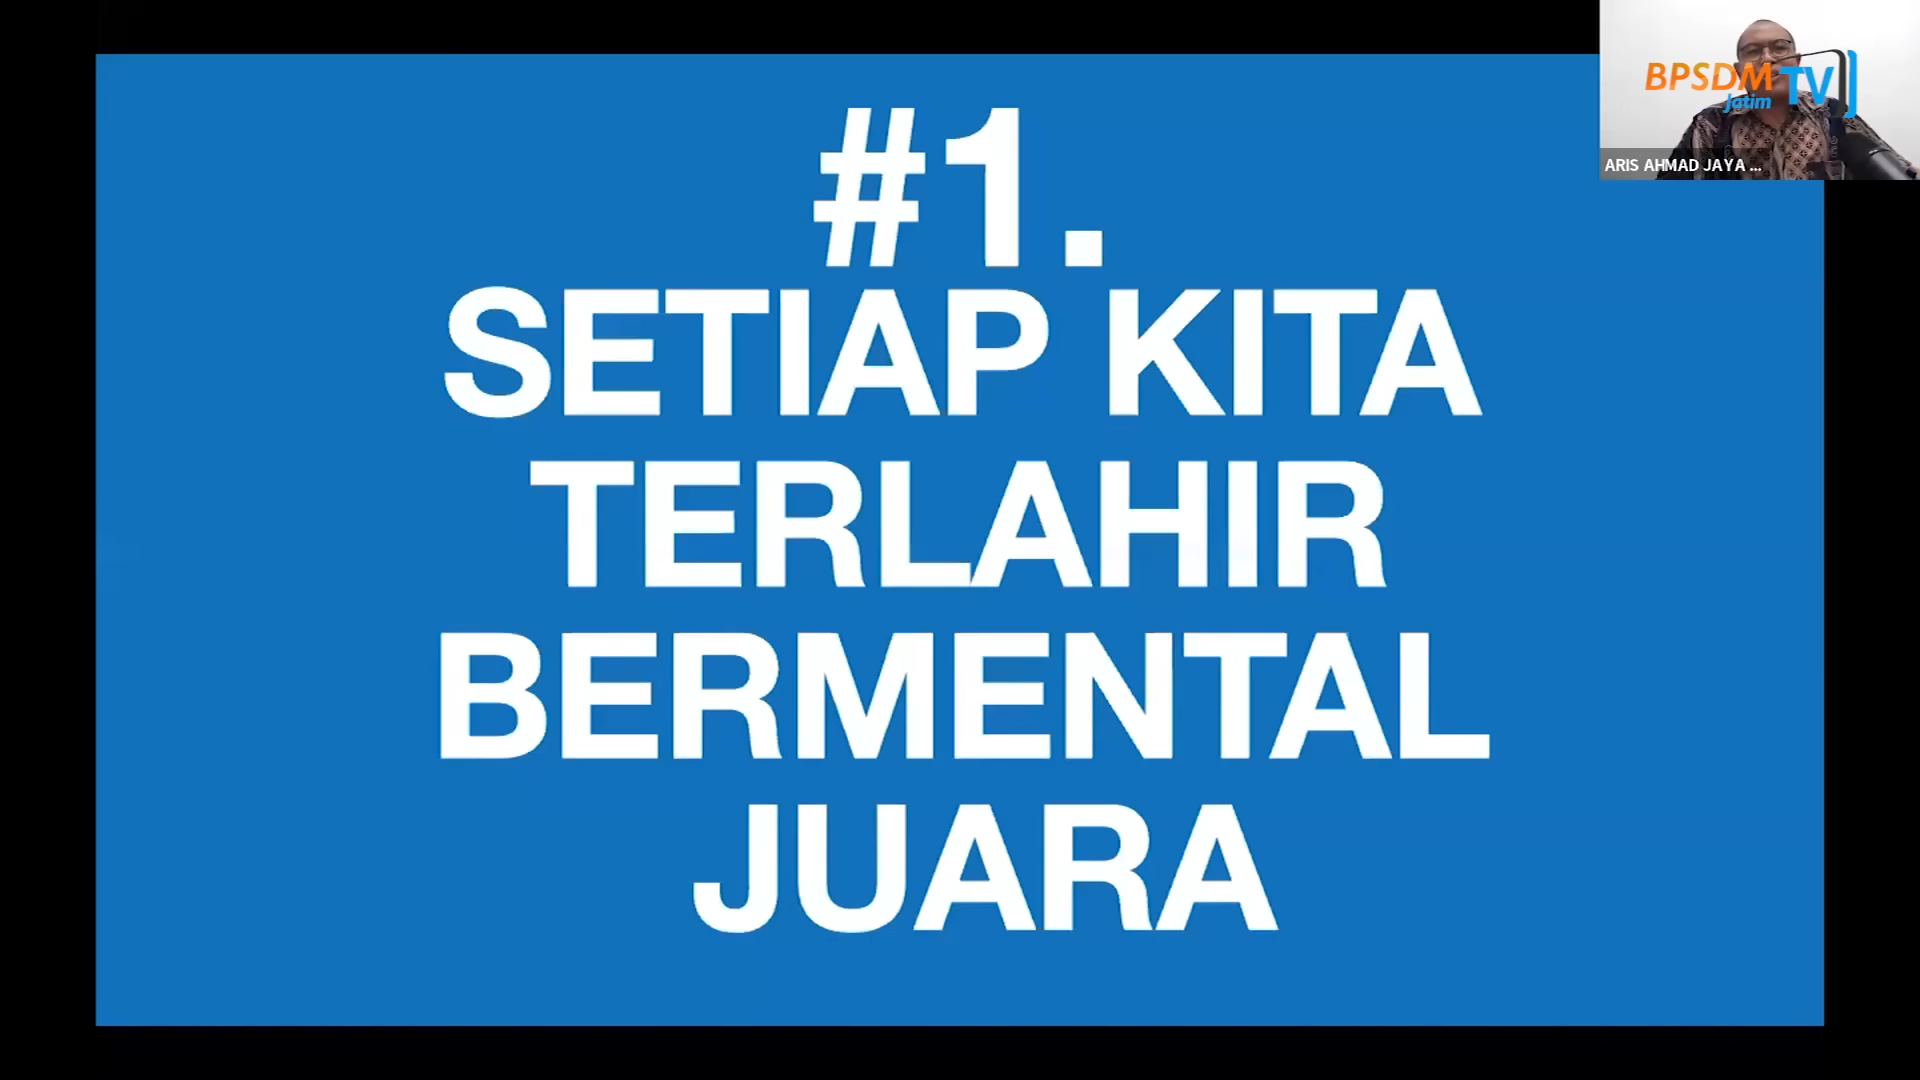 #1.
SETIAP KITA
TERLAHIR
BERMENTAL
JUARA
BPSDM TV
Jatim
ARIS AHMAD JAYA ...